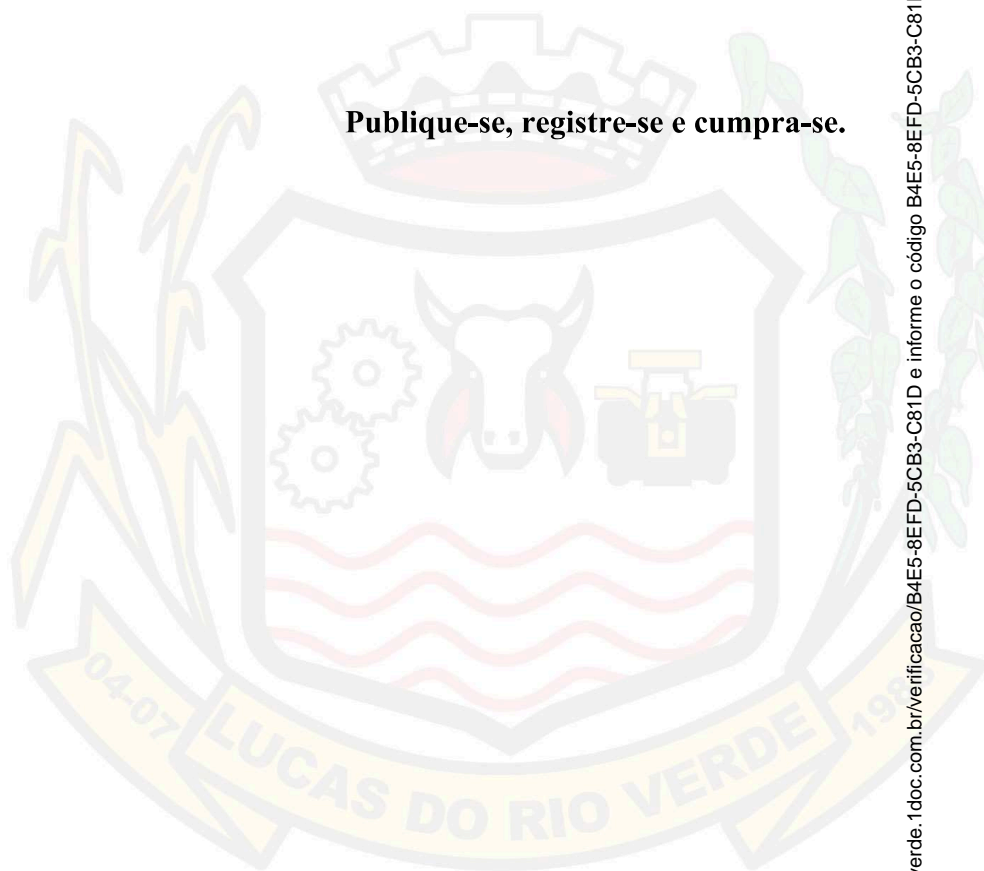 Publique-se, registre-se e cumpra-se.
04-07
LUCAS DO RIO VERDE
verde.1doc.com.br/verificacao/B4E5-8EFD-5CB3-C81D e informe o código B4E5-8EFD-5CB3-C81